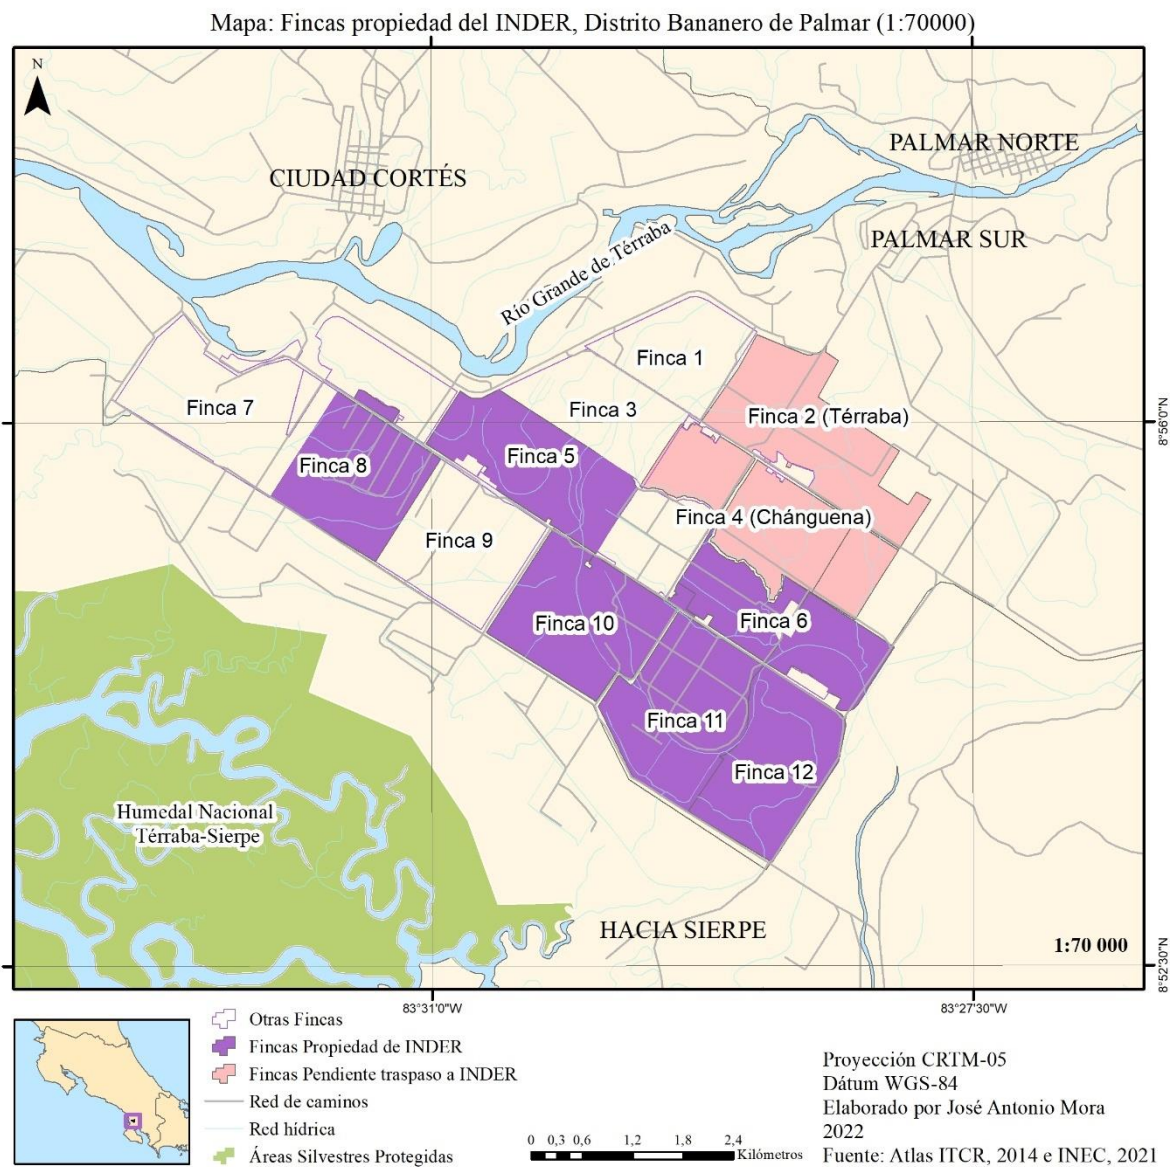 Mapa: Fincas propiedad del INDER, Distrito Bananero de Palmar (1:70000)
N
PALMAR NORTE
CIUDAD CORTÉS
PALMAR SUR
Río Grande de Térraba
Finca 1
Finca 7
Finca 3
Finca 2 (Térraba)
8°56'0"N
Finca 8
Finca 5
Finca 4 (Chánguena)
Finca 9
Finca 10
Finca 6
Finca 11
Finca 12
Humedal Nacional
Térraba-Sierpe
HACIA SIERPE
1:70 000
8°52'30"N
83°31'0"W
83°27'30"W
Otras Fincas
Fincas Propiedad de INDER
Fincas Pendiente traspaso a INDER
Red de caminos
Red hídrica
Áreas Silvestres Protegidas
0 0,3 0,6 1,2 1,8 2,4
Kilómetros
Proyección CRTM-05
Dátum WGS-84
Elaborado por José Antonio Mora
2022
Fuente: Atlas ITCR, 2014 e INEC, 2021